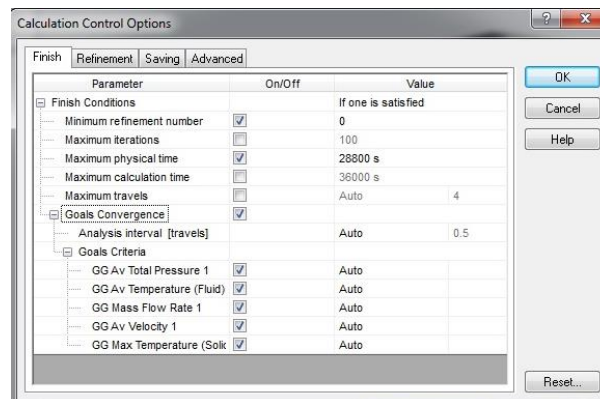 Calculation Control Options
Finish Refinement Saving Advanced
Parameter On/Off Value
Finish Conditions If one is satisfied
Minimum refinement number 0
Maximum iterations 100
Maximum physical time 28800 s
Maximum calculation time 36000 s
Maximum travels Auto 4
Goals Convergence
Analysis interval [travels] Auto 0.5
Goals Criteria
GG Av Total Pressure 1 Auto
GG Av Temperature (Fluid) Auto
GG Mass Flow Rate 1 Auto
GG Av Velocity 1 Auto
GG Max Temperature (Solic Auto
OK
Cancel
Help
Reset...